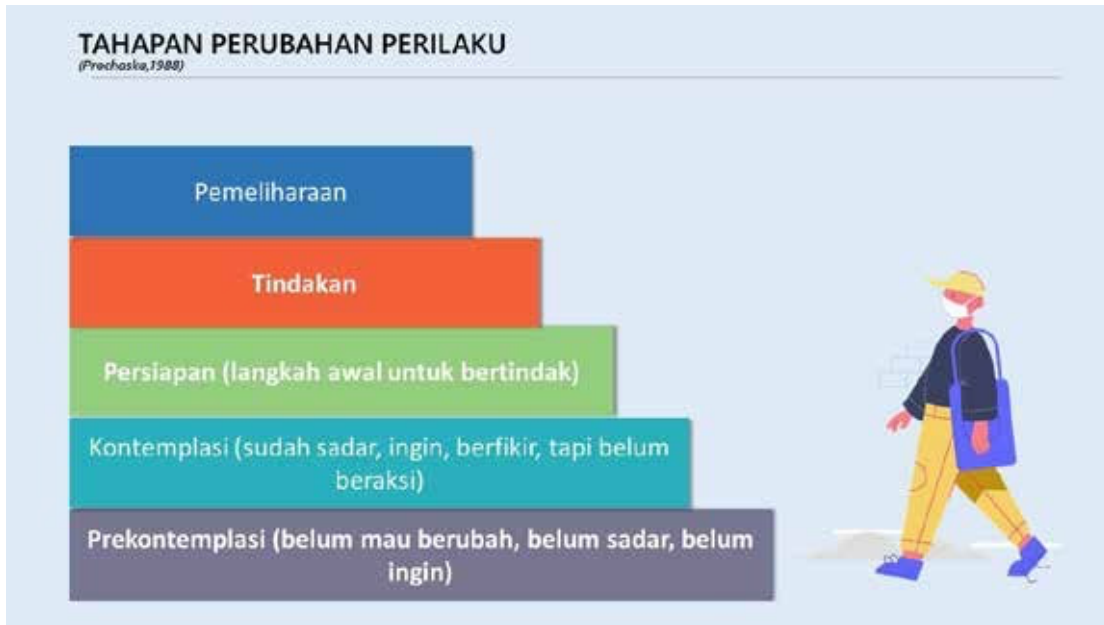 TAHAPAN PERUBAHAN PERILAKU
(Prochaska,1988)
Pemeliharaan
Tindakan
Persiapan (langkah awal untuk bertindak)
Kontemplasi (sudah sadar, ingin, berfikir, tapi belum
beraksi)
Prekontemplasi (belum mau berubah, belum sadar, belum
ingin)